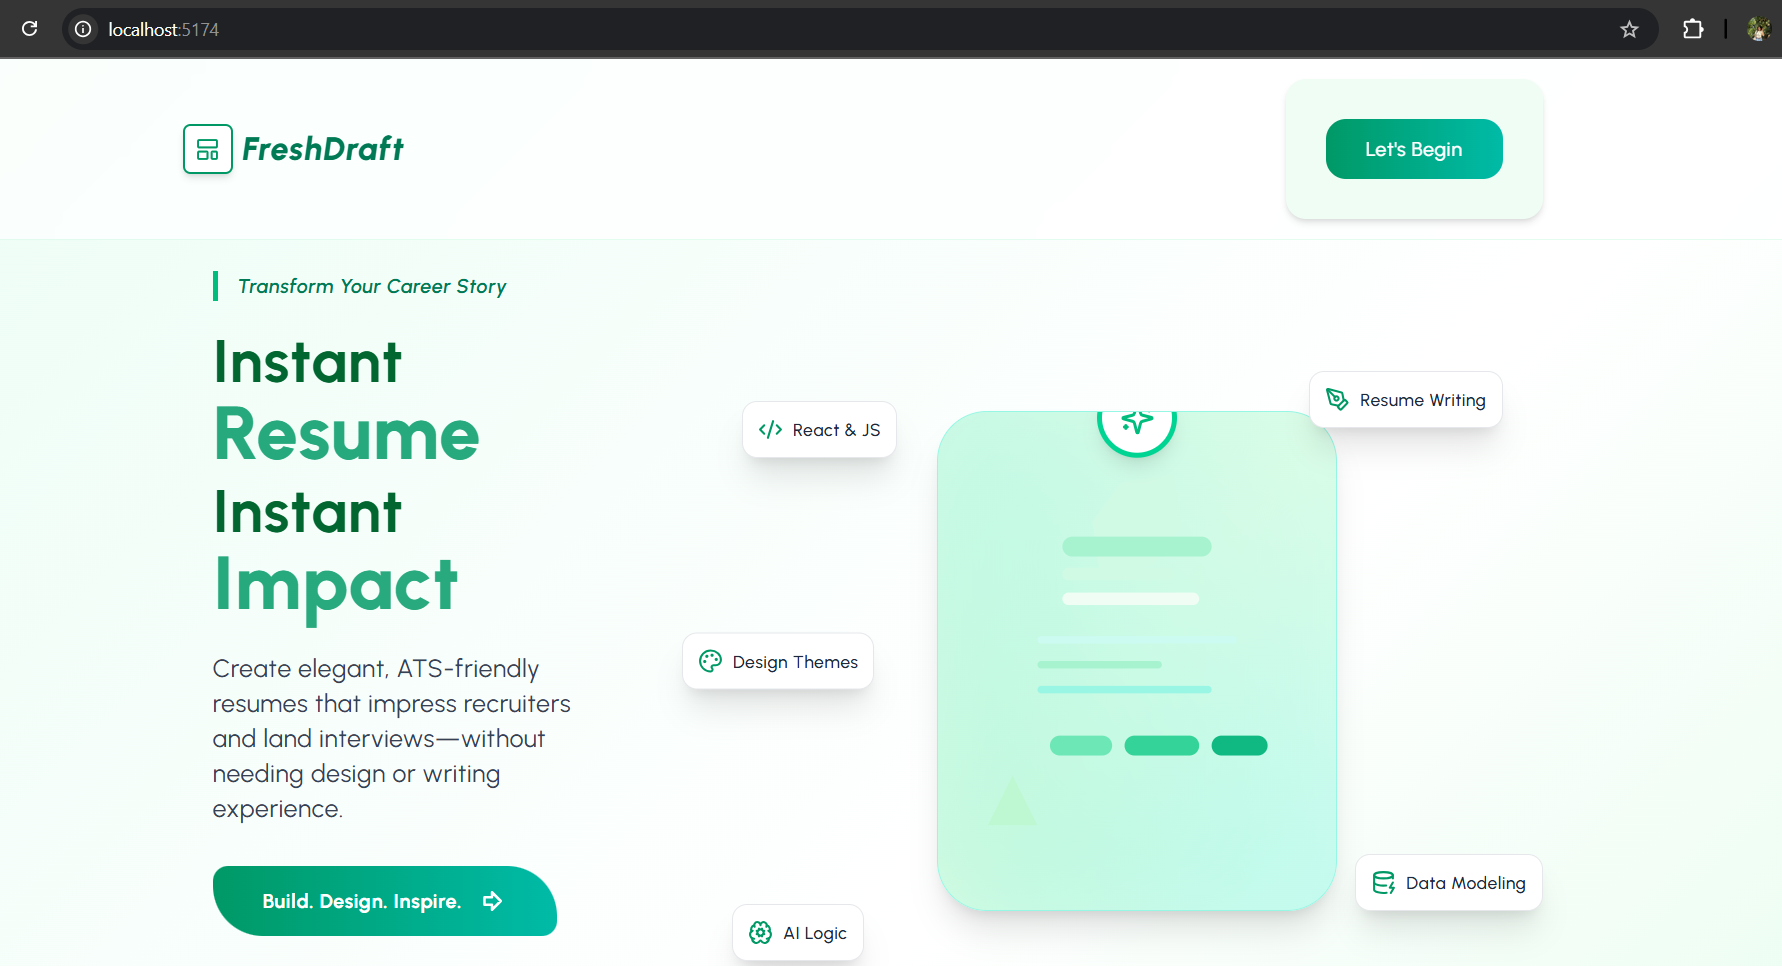 localhost:5174
FreshDraft
Let's Begin
Transform Your Career Story
Instant
Resume
Instant
Impact
Create elegant, ATS-friendly
resumes that impress recruiters
and land interviews—without
needing design or writing
experience.
Build. Design. Inspire.
React & JS
Resume Writing
Design Themes
Data Modeling
AI Logic